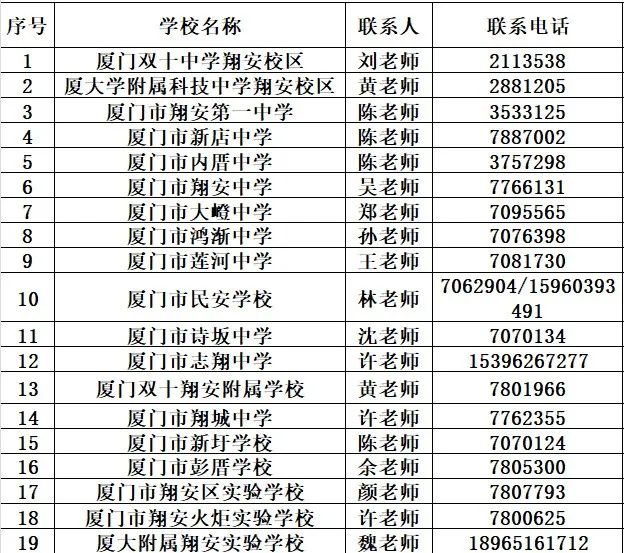 序号 学校名称 联系人 联系电话
1 厦门双十中学翔安校区 刘老师 2113538
2 厦大学附属科技中学翔安校区 黄老师 2881205
3 厦门市翔安第一中学 陈老师 3533125
4 厦门市新店中学 陈老师 7887002
5 厦门市内厝中学 陈老师 3757298
6 厦门市翔安中学 吴老师 7766131
7 厦门市大嶝中学 郑老师 7095565
8 厦门市鸿渐中学 孙老师 7076398
9 厦门市莲河中学 王老师 7081730
10 厦门市民安学校 林老师 7062904/15960393
491
11 厦门市诗坂中学 沈老师 7070134
12 厦门市志翔中学 许老师 15396267277
13 厦门双十翔安附属学校 黄老师 7801966
14 厦门市翔城中学 许老师 7762355
15 厦门市新圩学校 陈老师 7070124
16 厦门市彭厝学校 余老师 7805300
17 厦门市翔安区实验学校 颜老师 7807793
18 厦门市翔安火炬实验学校 许老师 7800625
19 厦大附属翔安实验学校 魏老师 18965161712